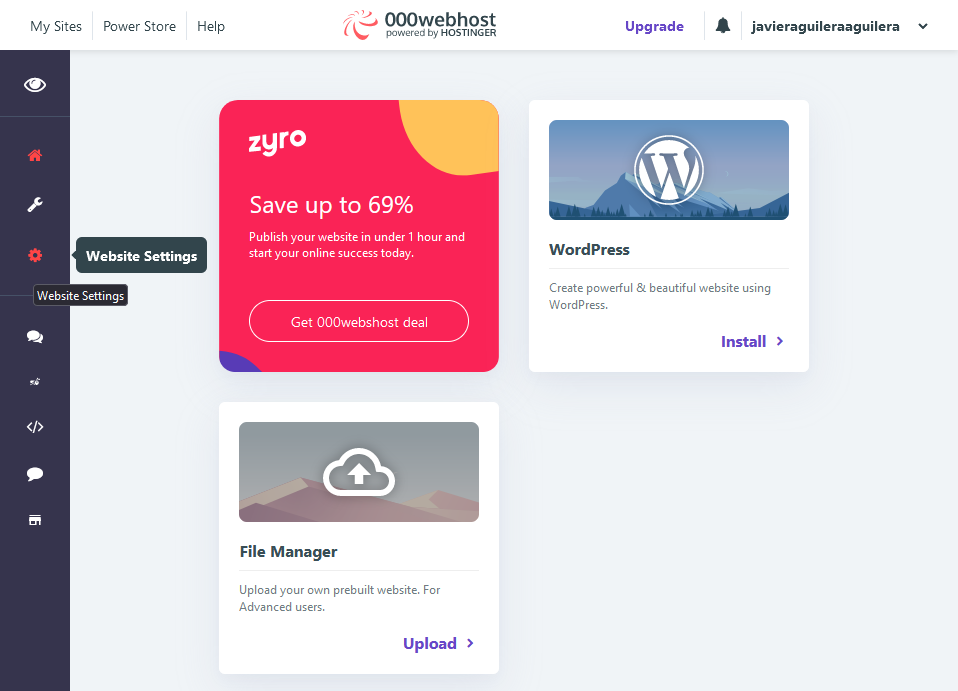 My Sites
Power Store
Help
000webhost
powered by HOSTINGER
Upgrade
javieraguileraaguilera
Website Settings
Website Settings
zyro
Save up to 69%
Publish your website in under 1 hour and
start your online success today.
Get 000webshost deal
WordPress
Create powerful & beautiful website using
WordPress.
Install
File Manager
Upload your own prebuilt website. For
Advanced users.
Upload